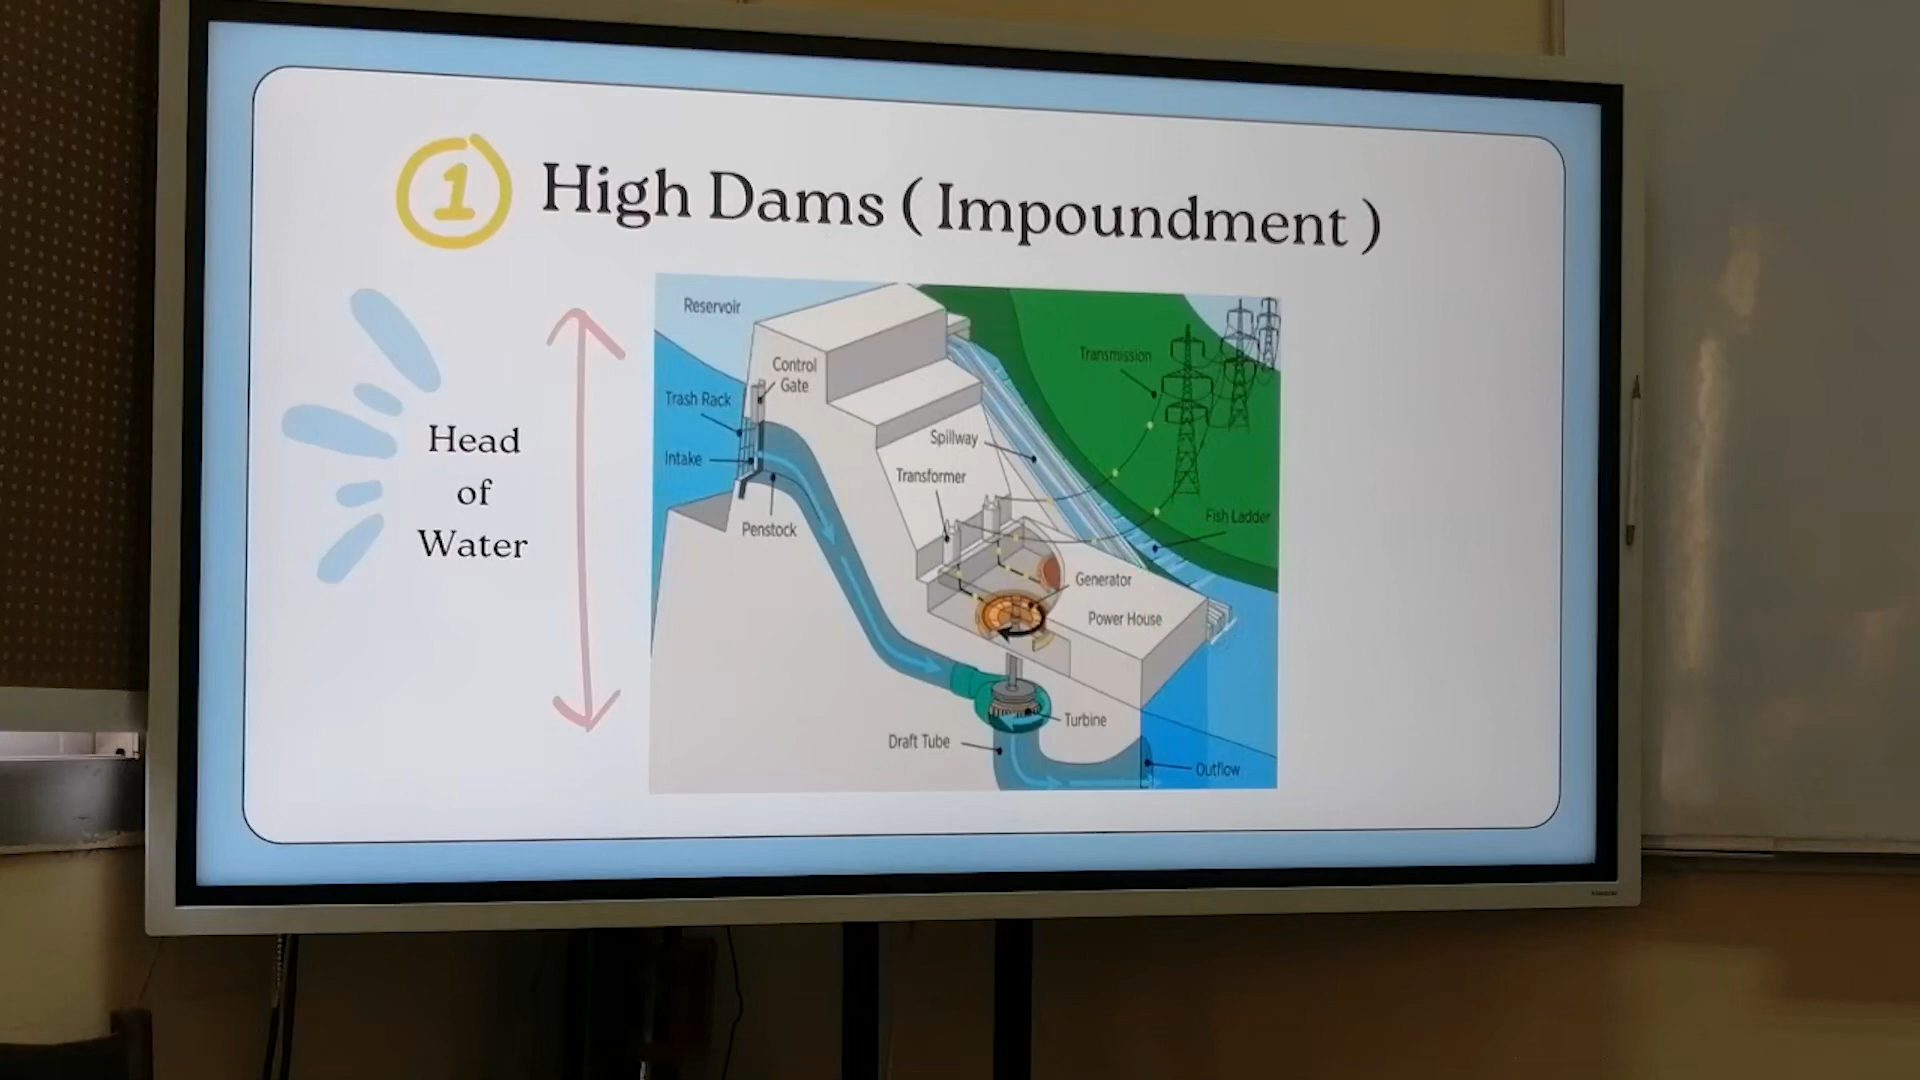 1 High Dams ( Impoundment )
Head
of
Water
Reservoir
Control
Gate
Trash Rack
Intake
Penstock
Transmission
Spillway
Transformer
Fish Ladder
Generator
Power House
Turbine
Draft Tube
Outflow